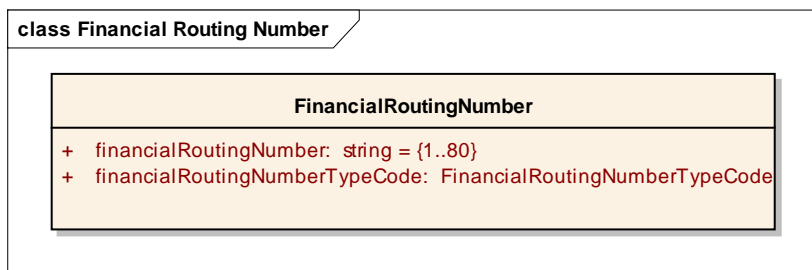 class Financial Routing Number
FinancialRoutingNumber
+ financialRoutingNumber: string = {1..80}
+ financialRoutingNumberTypeCode: FinancialRoutingNumberTypeCode